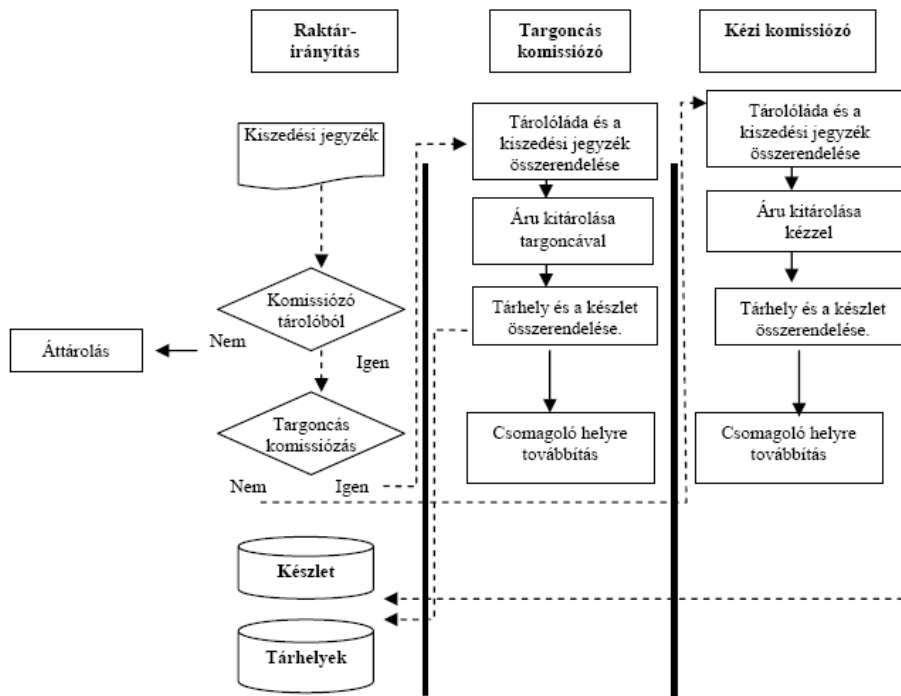 Raktár-
irányítás
Targoncás
komissiózó
Kézi komissiózó
Kiszedési jegyzék
Komissiózó
tárolóból
Nem
Igen
Áttárolás
Targoncás
komissiózás
Nem
Igen
Készlet
Tárhelyek
Tárolóláda és a
kiszedési jegyzék
összerendelése
Áru kitárolása
targoncával
Tárhely és a készlet
összerendelése.
Csomagoló helyre
továbbítás
Tárolóláda és a
kiszedési jegyzék
összerendelése
Áru kitárolása
kézzel
Tárhely és a készlet
összerendelése.
Csomagoló helyre
továbbítás